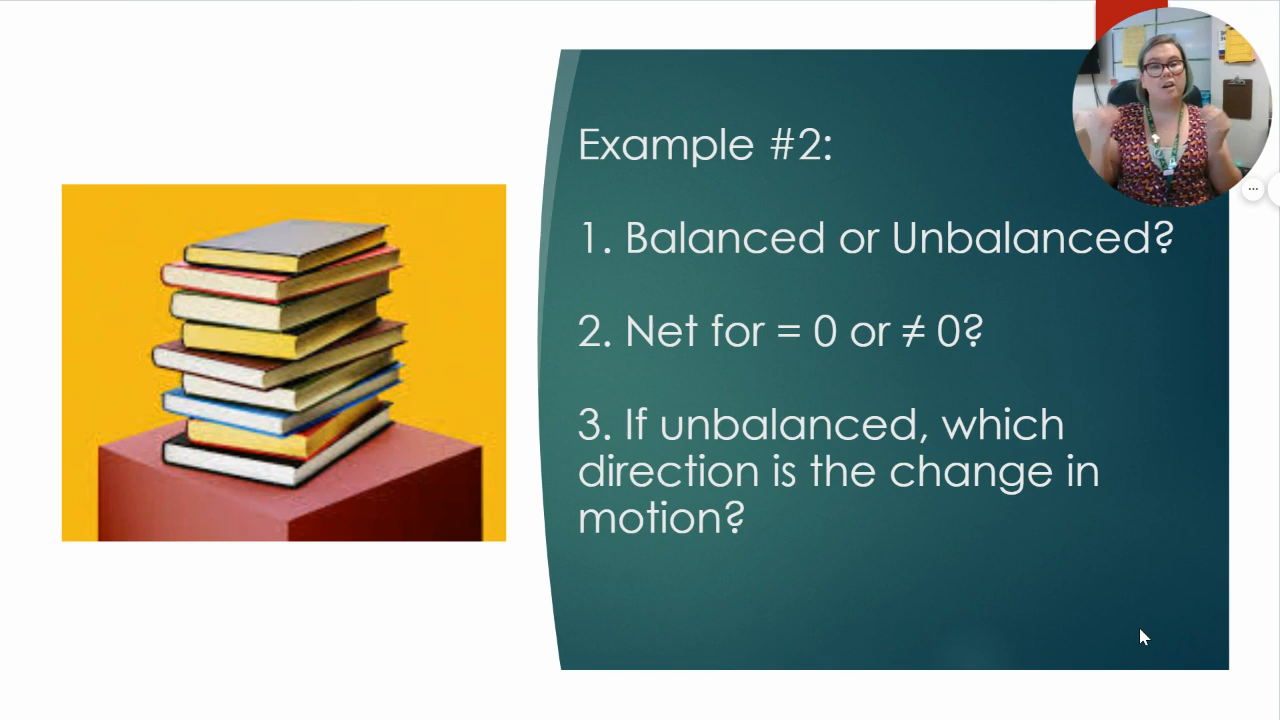 Example #2:
1. Balanced or Unbalanced?
2. Net for = 0 or ≠ 0?
3. If unbalanced, which
direction is the change in
motion?